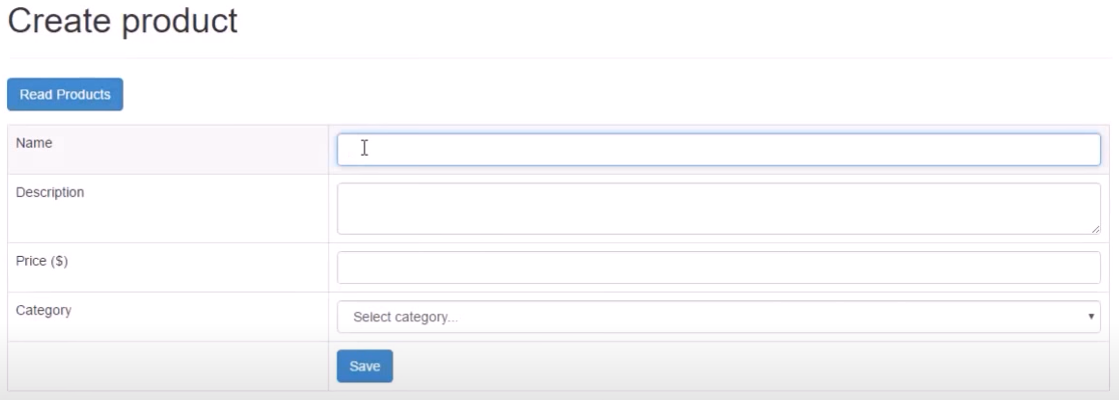 Create product
Read Products
Name
Description
Price ($)
Category
Select category...
Save